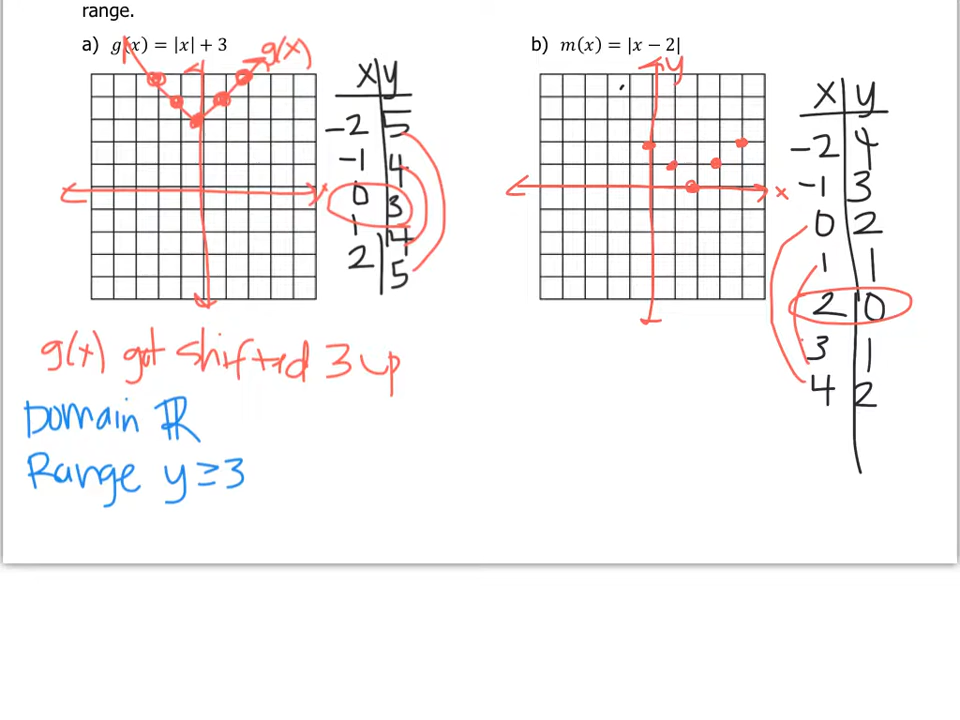 range.
a) g(x) = |x| + 3
g(x)
x y
-2 5
-1 4
0 3
1 4
2 5
x
g(x) got shifted 3 up
Domain ℝ
Range y ≥ 3
b) m(x) = |x − 2|
y
x
x y
-2 4
-1 3
0 2
1 1
2 0
3 1
4 2